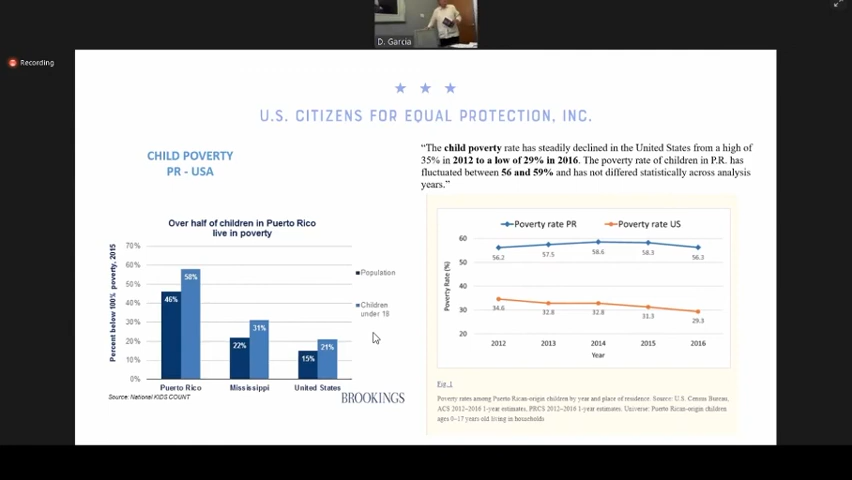 D. Garcia
Recording
U.S. CITIZENS FOR EQUAL PROTECTION, INC.
CHILD POVERTY
PR - USA
"The child poverty rate has steadily declined in the United States from a high of
35% in 2012 to a low of 29% in 2016. The poverty rate of children in P.R. has
fluctuated between 56 and 59% and has not differed statistically across analysis
years."
Over half of children in Puerto Rico
live in poverty
Percent below 100% poverty, 2015
70%
60%
50%
40%
30%
20%
10%
0%
46%
58%
22%
31%
15%
21%
Puerto Rico
Mississippi
United States
Population
Children
under 18
Source: National KIDS COUNT
BROOKINGS
Poverty rate PR
Poverty rate US
Poverty Rate (%)
60
50
40
30
20
56.2
57.5
58.6
58.3
56.3
34.6
32.8
32.8
31.3
29.3
2012
2013
2014
2015
2016
Year
Fig 1
Poverty rates among Puerto Rican-origin children by year and place of residence. Source: U.S. Census Bureau,
ACS 2012–2016 1-year estimates, PRCS 2012–2016 1-year estimates. Universe: Puerto Rican-origin children
ages 0–17 years old living in households